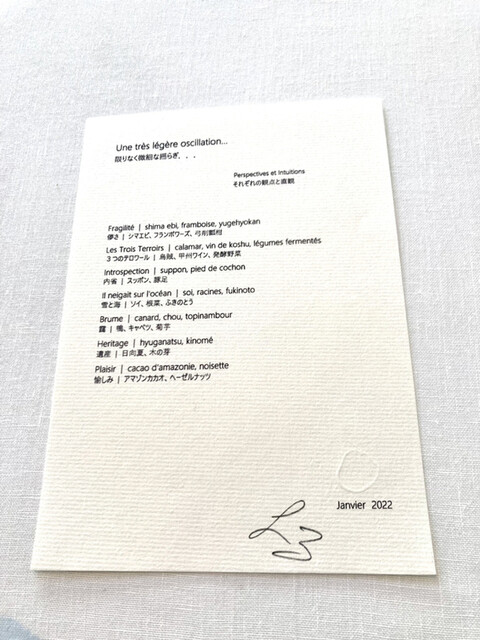 Une très légère oscillation...
限りなく微細な揺らぎ．．．
Perspectives et Intuitions
それぞれの観点と直観
Fragilité | shima ebi, framboise, yugehyokan
儚さ | シマエビ、フランボワーズ、弓削瓢柑
Les Trois Terroirs | calamar, vin de koshu, légumes fermentés
３つのテロワール | 烏賊、甲州ワイン、発酵野菜
Introspection | suppon, pied de cochon
内省 | スッポン、豚足
Il neigait sur l'océan | soi, racines, fukinoto
雪と海 | ソイ、根菜、ふきのとう
Brume | canard, chou, topinambour
靄 | 鴨、キャベツ、菊芋
Heritage | hyuganatsu, kinomé
遺産 | 日向夏、木の芽
Plaisir | cacao d'amazonie, noisette
愉しみ | アマゾンカカオ、ヘーゼルナッツ
Janvier 2022